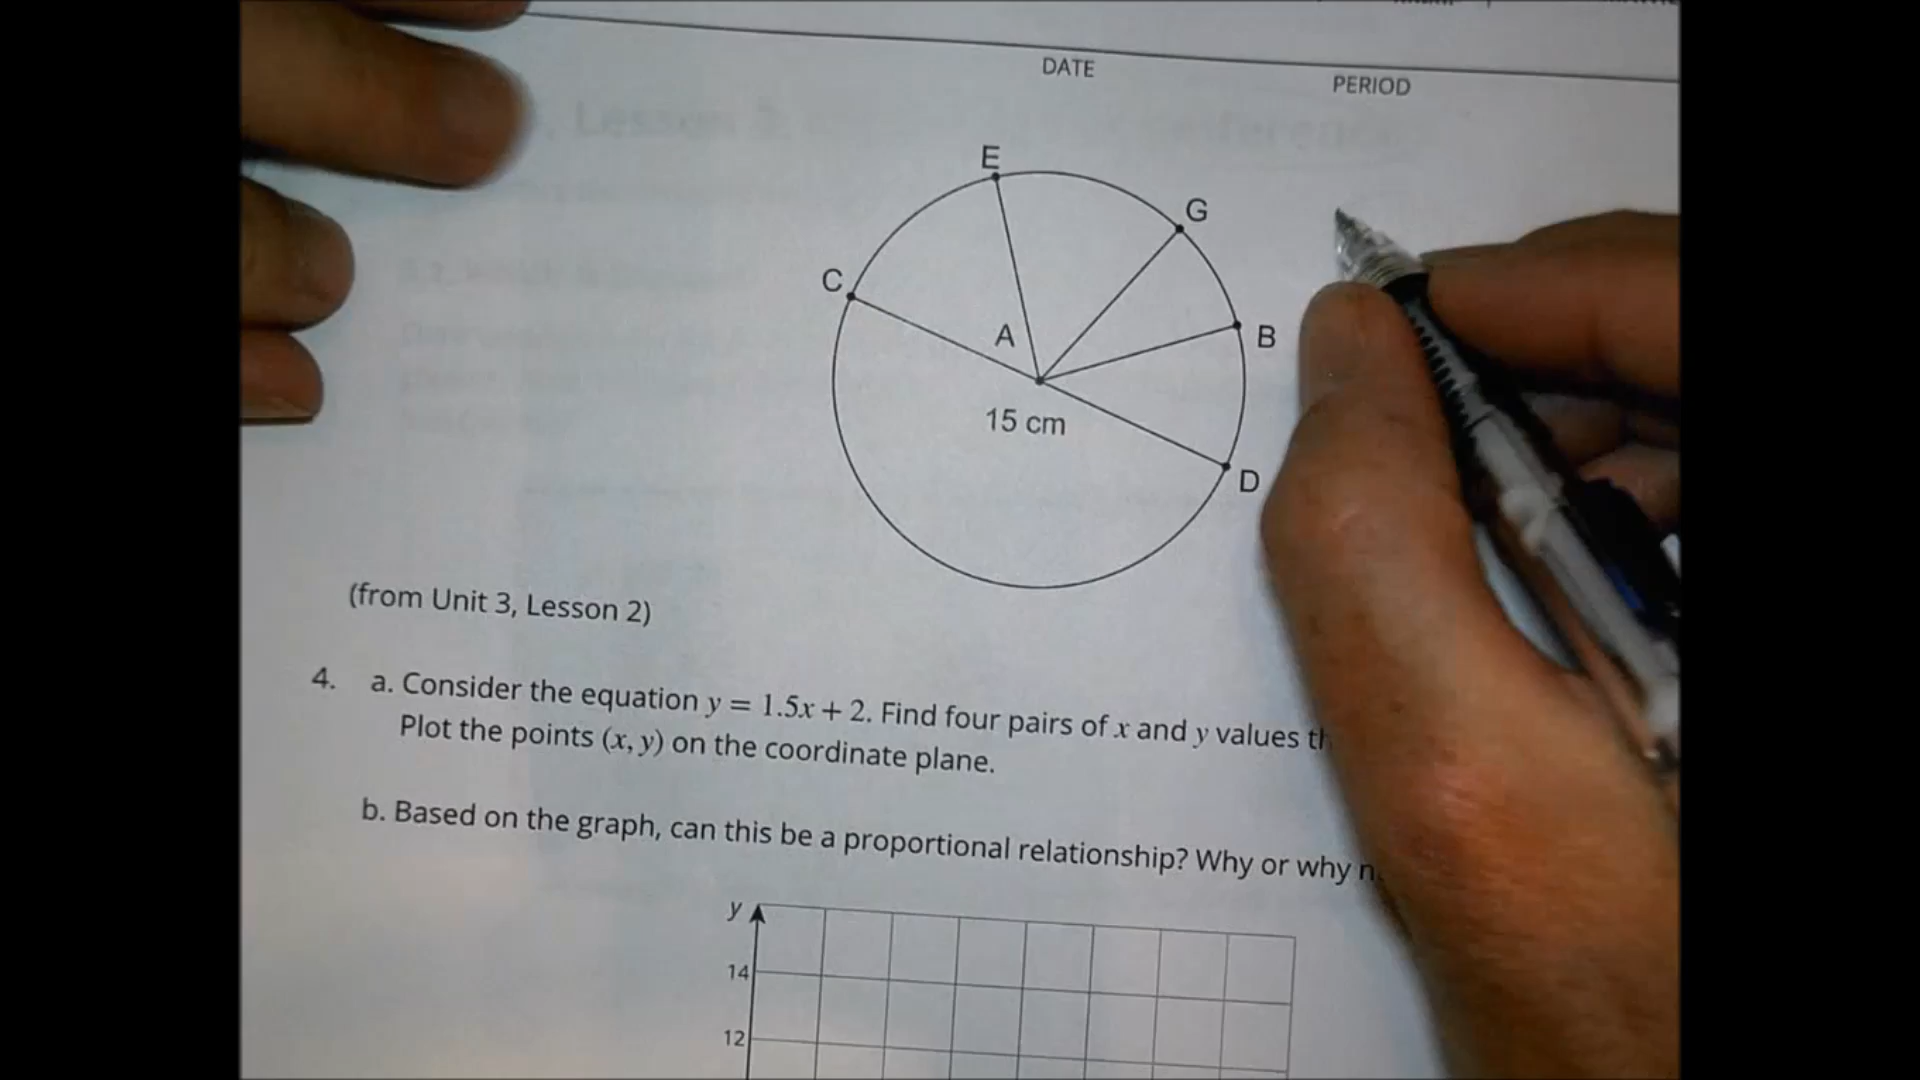 DATE
PERIOD
E
G
C
A
B
15 cm
D
(from Unit 3, Lesson 2)
4. a. Consider the equation y = 1.5x + 2. Find four pairs of x and y values
Plot the points (x, y) on the coordinate plane.
b. Based on the graph, can this be a proportional relationship? Why or why
y
14
12